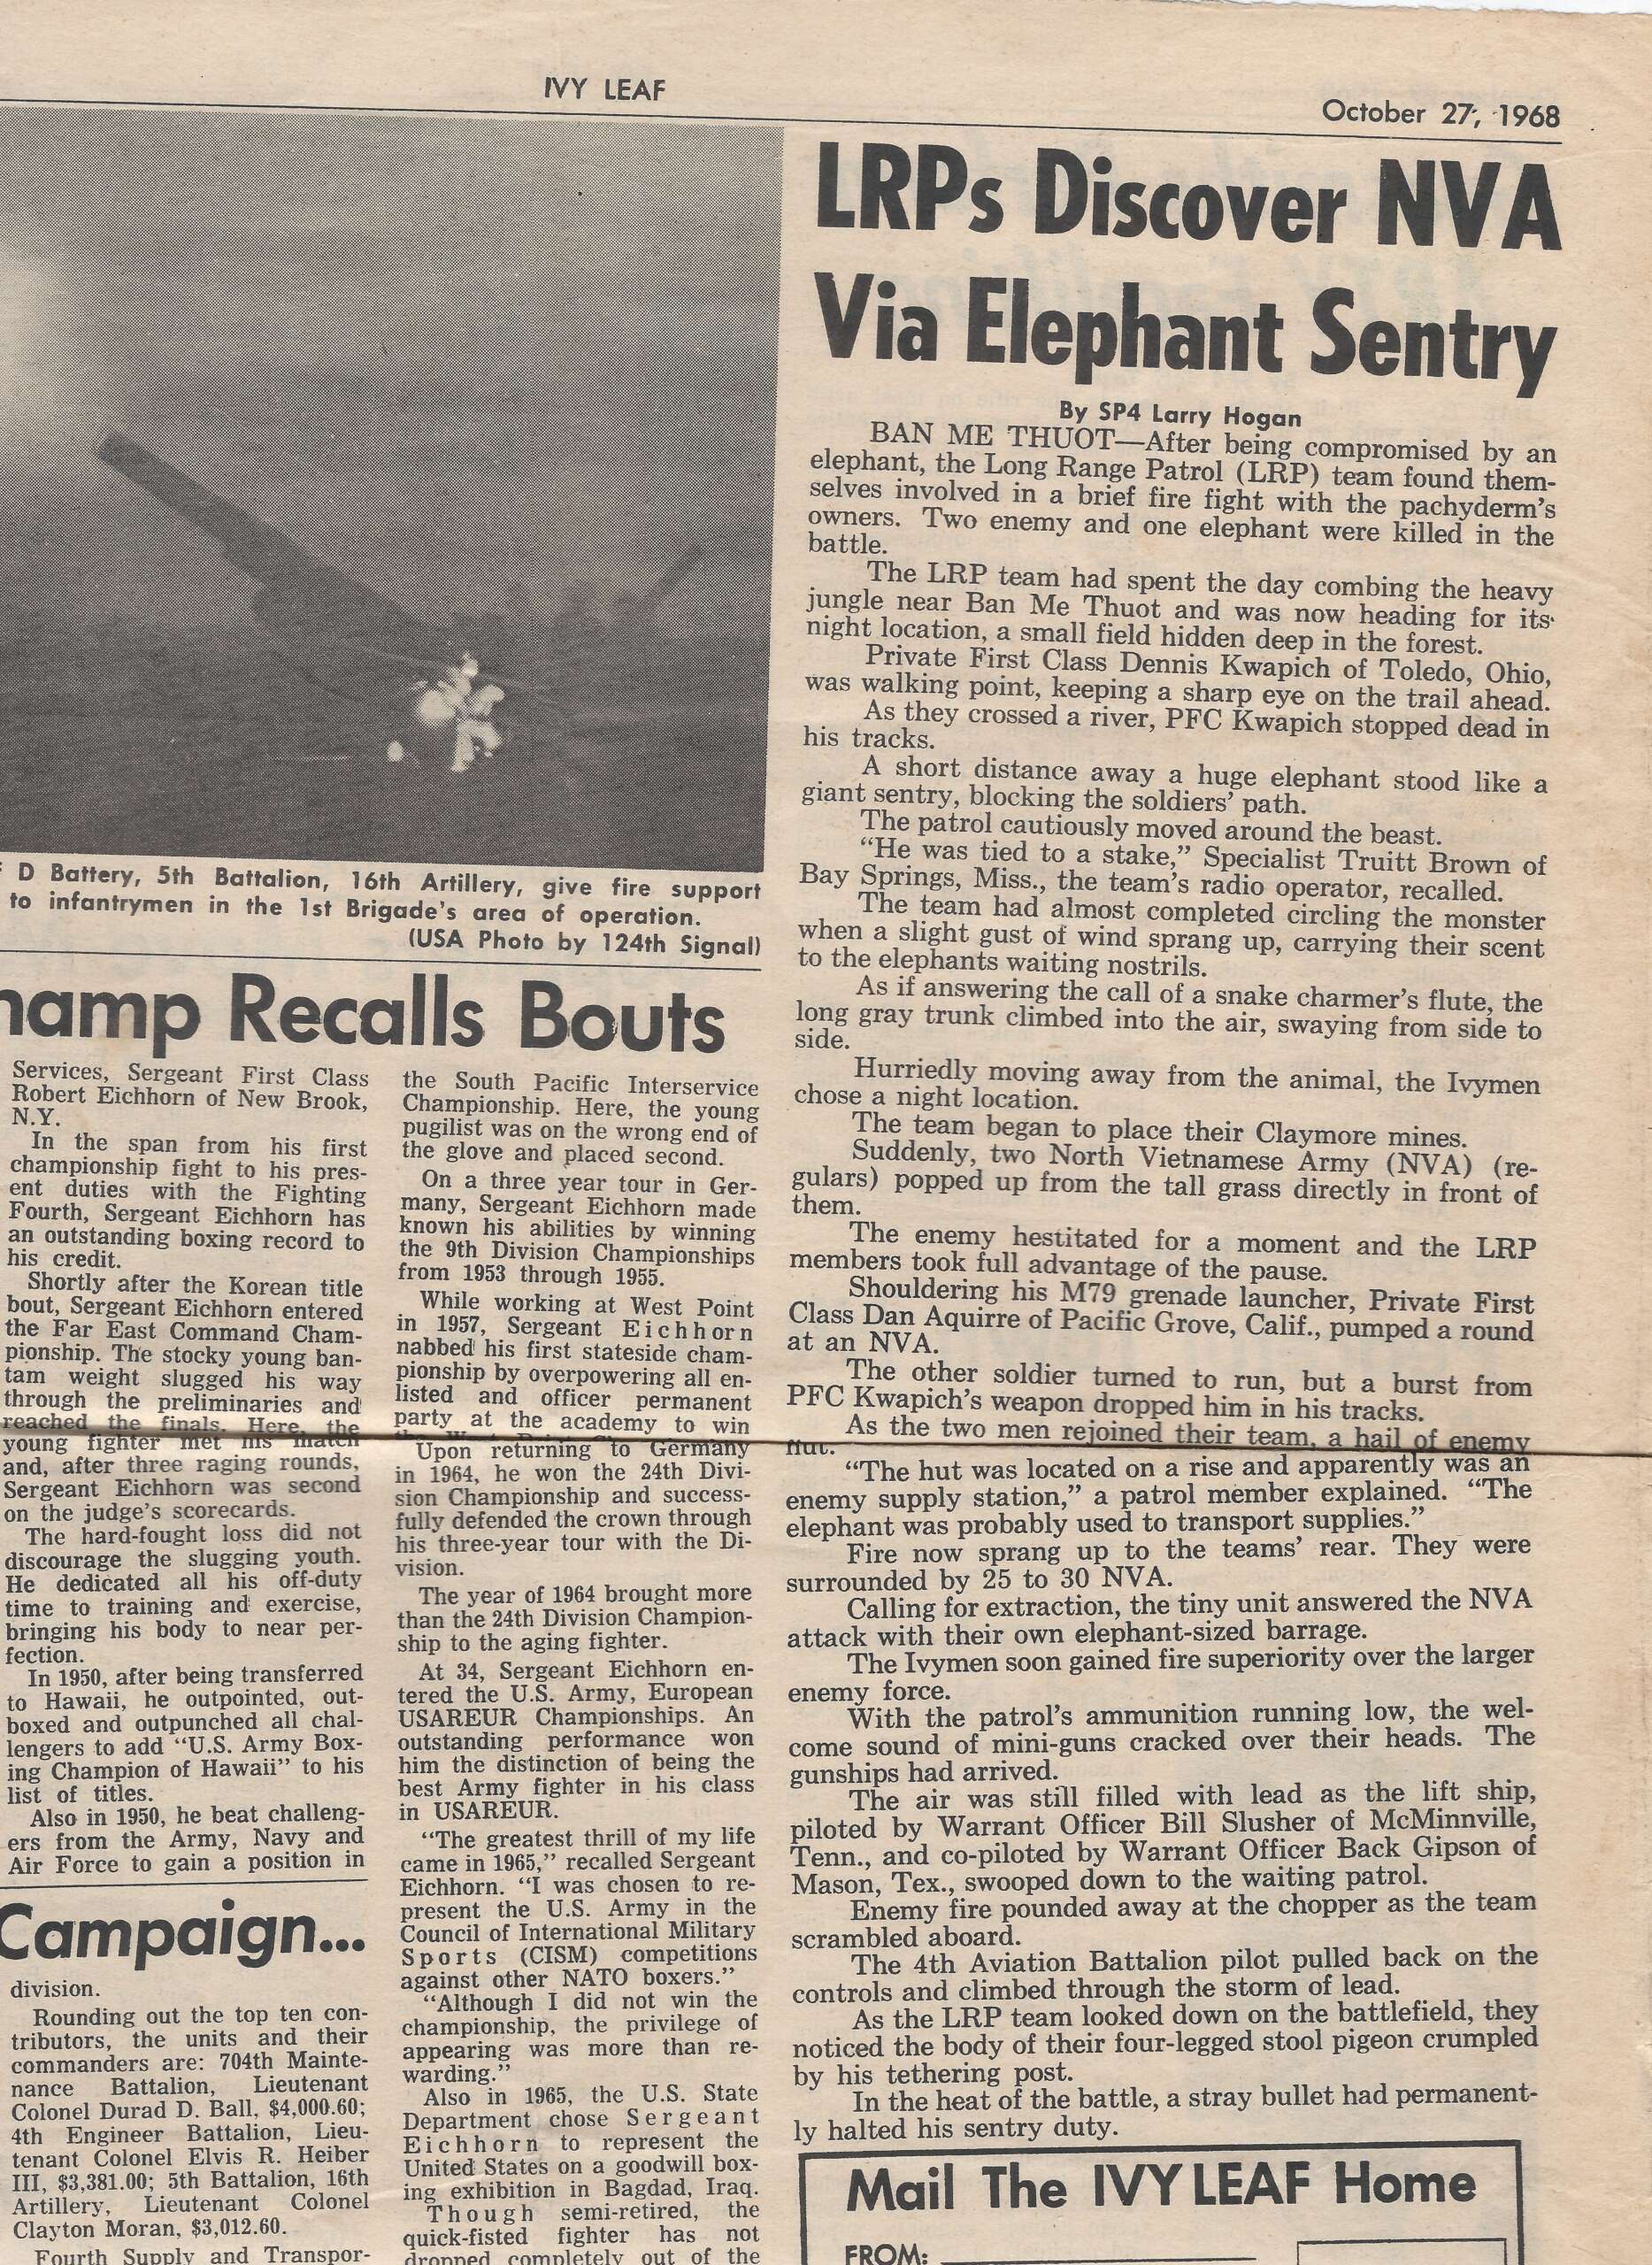 IVY LEAF
October 27, 1968
D Battery, 5th Battalion, 16th Artillery, give fire support
to infantrymen in the 1st Brigade's area of operation.
(USA Photo by 124th Signal)
hamp Recalls Bouts
Services, Sergeant First Class
Robert Eichhorn of New Brook,
N.Y.
In the span from his first
championship fight to his pres-
ent duties with the Fighting
Fourth, Sergeant Eichhorn has
an outstanding boxing record to
his credit.
Shortly after the Korean title
bout, Sergeant Eichhorn entered
the Far East Command Cham-
pionship. The stocky young ban-
tam weight slugged his way
through the preliminaries and
reached the finals. Here, the
young fighter met his match
and, after three raging rounds,
Sergeant Eichhorn was second
on the judge's scorecards.
The hard-fought loss did not
discourage the slugging youth.
He dedicated all his off-duty
time to training and exercise,
bringing his body to near per-
fection.
In 1950, after being transferred
to Hawaii, he outpointed, out-
boxed and outpunched all chal-
lengers to add "U.S. Army Box-
ing Champion of Hawaii" to his
list of titles.
Also in 1950, he beat challeng-
ers from the Army, Navy and
Air Force to gain a position in
the South Pacific Interservice
Championship. Here, the young
pugilist was on the wrong end of
the glove and placed second.
On a three year tour in Ger-
many, Sergeant Eichhorn made
known his abilities by winning
the 9th Division Championships
from 1953 through 1955.
While working at West Point
in 1957, Sergeant Eichhorn
nabbed his first stateside cham-
pionship by overpowering all en-
listed and officer permanent
party at the academy to win
Upon returning to Germany
in 1964, he won the 24th Divi-
sion Championship and success-
fully defended the crown through
his three-year tour with the Di-
vision.
The year of 1964 brought more
than the 24th Division Champion-
ship to the aging fighter.
At 34, Sergeant Eichhorn en-
tered the U.S. Army, European
USAREUR Championships. An
outstanding performance won
him the distinction of being the
best Army fighter in his class
in USAREUR.
"The greatest thrill of my life
came in 1965," recalled Sergeant
Eichhorn. "I was chosen to re-
present the U.S. Army in the
Council of International Military
Sports (CISM) competitions
against other NATO boxers."
"Although I did not win the
championship, the privilege of
appearing was more than re-
warding."
Also in 1965, the U.S. State
Department chose Sergeant
Eichhorn to represent the
United States on a goodwill box-
ing exhibition in Bagdad, Iraq.
Though semi-retired, the
quick-fisted fighter has not
dropped completely out of the
Campaign...
division.
Rounding out the top ten con-
tributors, the units and their
commanders are: 704th Mainte-
nance Battalion, Lieutenant
Colonel Durad D. Ball, $4,000.60;
4th Engineer Battalion, Lieu-
tenant Colonel Elvis R. Heiber
III, $3,381.00; 5th Battalion, 16th
Artillery, Lieutenant Colonel
Clayton Moran, $3,012.60.
Fourth Supply and Transpor-
LRPs Discover NVA
Via Elephant Sentry
By SP4 Larry Hogan
BAN ME THUOT—After being compromised by an
elephant, the Long Range Patrol (LRP) team found them-
selves involved in a brief fire fight with the pachyderm's
owners. Two enemy and one elephant were killed in the
battle.
The LRP team had spent the day combing the heavy
jungle near Ban Me Thuot and was now heading for its
night location, a small field hidden deep in the forest.
Private First Class Dennis Kwapich of Toledo, Ohio,
was walking point, keeping a sharp eye on the trail ahead.
As they crossed a river, PFC Kwapich stopped dead in
his tracks.
A short distance away a huge elephant stood like a
giant sentry, blocking the soldiers' path.
The patrol cautiously moved around the beast.
"He was tied to a stake," Specialist Truitt Brown of
Bay Springs, Miss., the team's radio operator, recalled.
The team had almost completed circling the monster
when a slight gust of wind sprang up, carrying their scent
to the elephants waiting nostrils.
As if answering the call of a snake charmer's flute, the
long gray trunk climbed into the air, swaying from side to
side.
Hurriedly moving away from the animal, the Ivymen
chose a night location.
The team began to place their Claymore mines.
Suddenly, two North Vietnamese Army (NVA) (re-
gulars) popped up from the tall grass directly in front of
them.
The enemy hestitated for a moment and the LRP
members took full advantage of the pause.
Shouldering his M79 grenade launcher, Private First
Class Dan Aquirre of Pacific Grove, Calif., pumped a round
at an NVA.
The other soldier turned to run, but a burst from
PFC Kwapich's weapon dropped him in his tracks.
As the two men rejoined their team, a hail of enemy
hut.
"The hut was located on a rise and apparently was an
enemy supply station," a patrol member explained. "The
elephant was probably used to transport supplies."
Fire now sprang up to the teams' rear. They were
surrounded by 25 to 30 NVA.
Calling for extraction, the tiny unit answered the NVA
attack with their own elephant-sized barrage.
The Ivymen soon gained fire superiority over the larger
enemy force.
With the patrol's ammunition running low, the wel-
come sound of mini-guns cracked over their heads. The
gunships had arrived.
The air was still filled with lead as the lift ship,
piloted by Warrant Officer Bill Slusher of McMinnville,
Tenn., and co-piloted by Warrant Officer Back Gipson of
Mason, Tex., swooped down to the waiting patrol.
Enemy fire pounded away at the chopper as the team
scrambled aboard.
The 4th Aviation Battalion pilot pulled back on the
controls and climbed through the storm of lead.
As the LRP team looked down on the battlefield, they
noticed the body of their four-legged stool pigeon crumpled
by his tethering post.
In the heat of the battle, a stray bullet had permanent-
ly halted his sentry duty.
Mail The IVY LEAF Home
FROM: